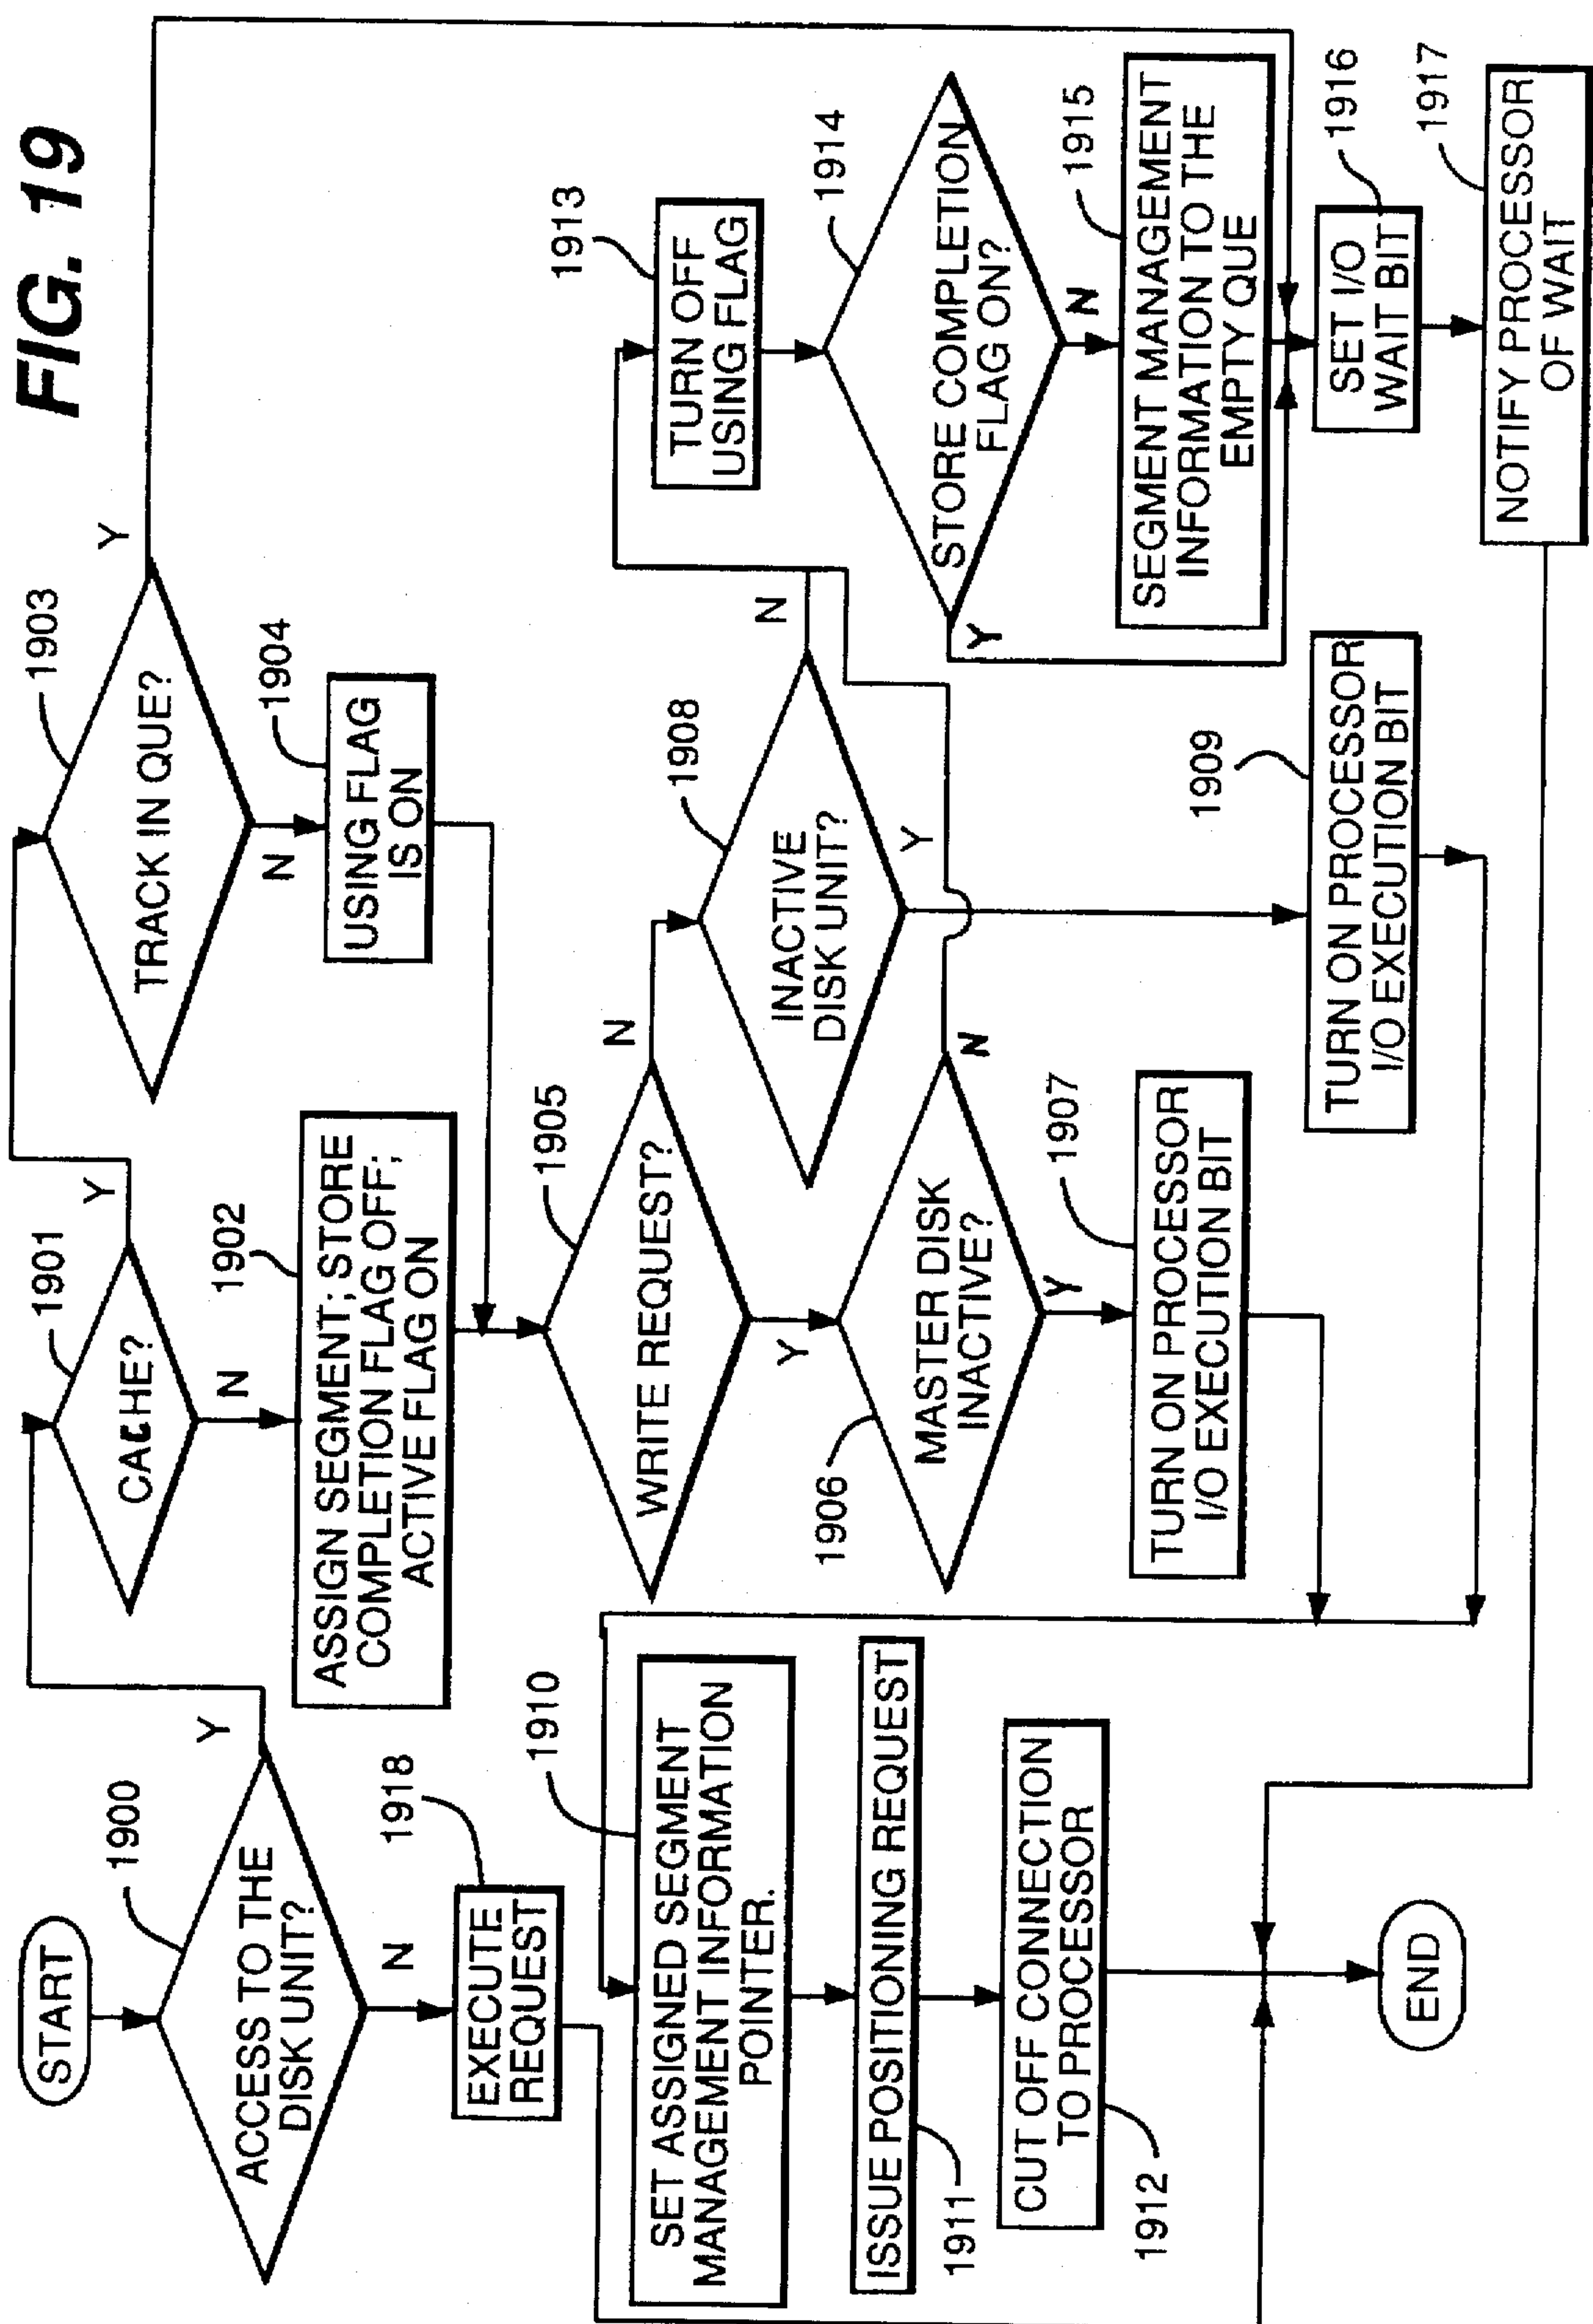 FIG. 19
START
1900
ACCESS TO THE
DISK UNIT?
Y
N
1918
EXECUTE
REQUEST
1901
CACHE?
Y
N
1902
ASSIGN SEGMENT; STORE
COMPLETION FLAG OFF;
ACTIVE FLAG ON
1903
TRACK IN QUE?
Y
N
1904
USING FLAG
IS ON
1905
WRITE REQUEST?
N
Y
1906
MASTER DISK
INACTIVE?
N
Y
1907
TURN ON PROCESSOR
I/O EXECUTION BIT
1908
INACTIVE
DISK UNIT?
N
Y
1909
TURN ON PROCESSOR
I/O EXECUTION BIT
1910
SET ASSIGNED SEGMENT
MANAGEMENT INFORMATION
POINTER.
ISSUE POSITIONING REQUEST
1911
CUT OFF CONNECTION
TO PROCESSOR
1912
END
1913
TURN OFF
USING FLAG
1914
STORE COMPLETION
FLAG ON?
N
Y
1915
SEGMENT MANAGEMENT
INFORMATION TO THE
EMPTY QUE
1916
SET I/O
WAIT BIT
1917
NOTIFY PROCESSOR
OF WAIT